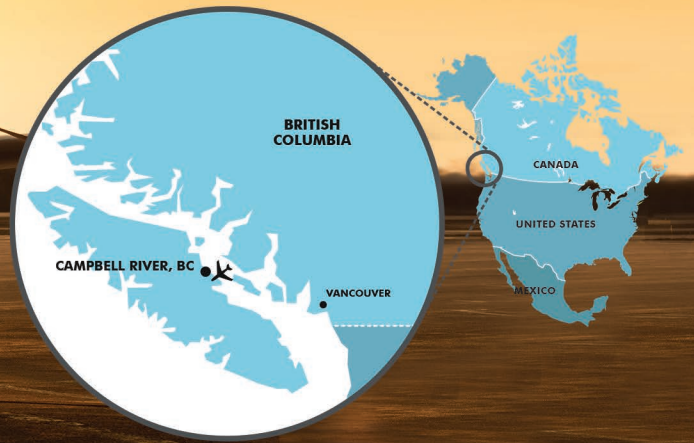 BRITISH
COLUMBIA
CAMPBELL RIVER, BC
VANCOUVER
CANADA
UNITED STATES
MEXICO